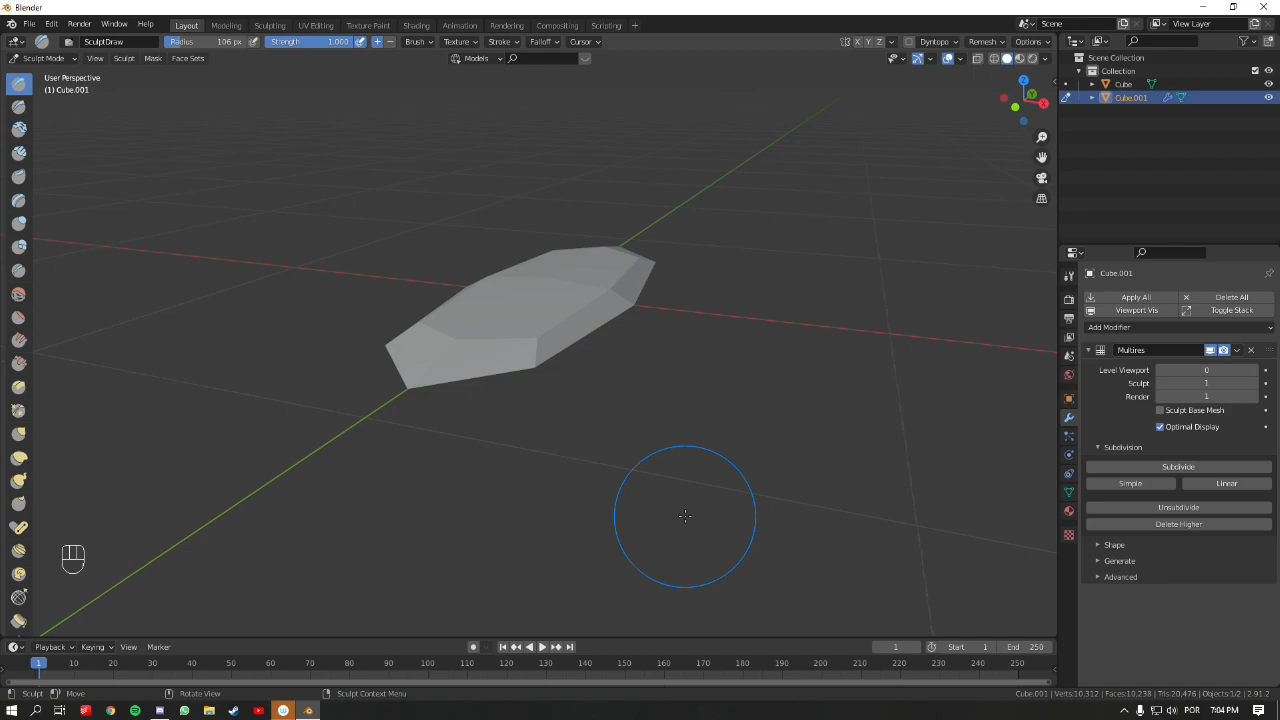 Blender
File Edit Render Window Help Layout Modeling Sculpting UV Editing Texture Paint Shading Animation Rendering Compositing Scripting + Scene View Layer
SculptDraw Radius 106 px Strength 1.000 Brush Texture Stroke Falloff Cursor X Y Z Dyntopo Remesh Options
Sculpt Mode View Sculpt Mask Face Sets Models
User Perspective
(1) Cube.001
Z
Y
X
Scene Collection
Collection
Cube
Cube.001
Cube.001
Apply All Delete All
Viewport Vis Toggle Stack
Add Modifier
Multires
Level Viewport 0
Sculpt 1
Render 1
Sculpt Base Mesh
Optimal Display
Subdivision
Subdivide
Simple Linear
Unsubdivide
Delete Higher
Shape
Generate
Advanced
Playback Keying View Marker 1 Start 1 End 250
1 10 20 30 40 50 60 70 80 90 100 110 120 130 140 150 160 170 180 190 200 210 220 230 240 250
Sculpt Move Rotate View Sculpt Context Menu Cube.001 | Verts:10,312 | Faces:10,238 | Tris:20,476 | Objects:1/2 | 2.91.2
POR 7:04 PM